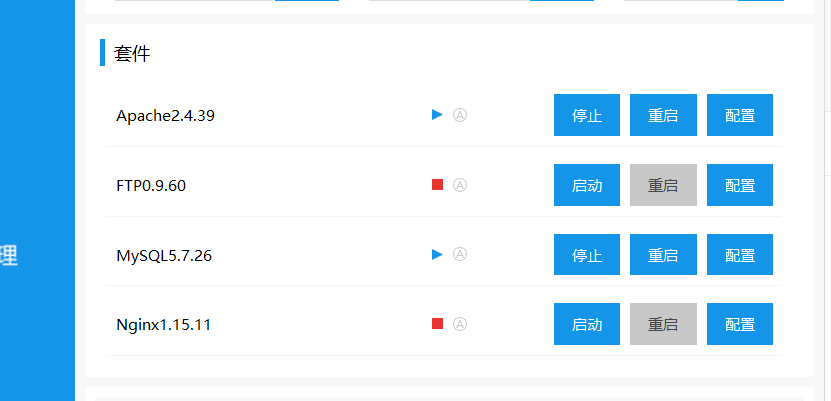 套件
Apache2.4.39 Ⓐ 停止 重启 配置
FTP0.9.60 Ⓐ 启动 重启 配置
理
MySQL5.7.26 Ⓐ 停止 重启 配置
Nginx1.15.11 Ⓐ 启动 重启 配置